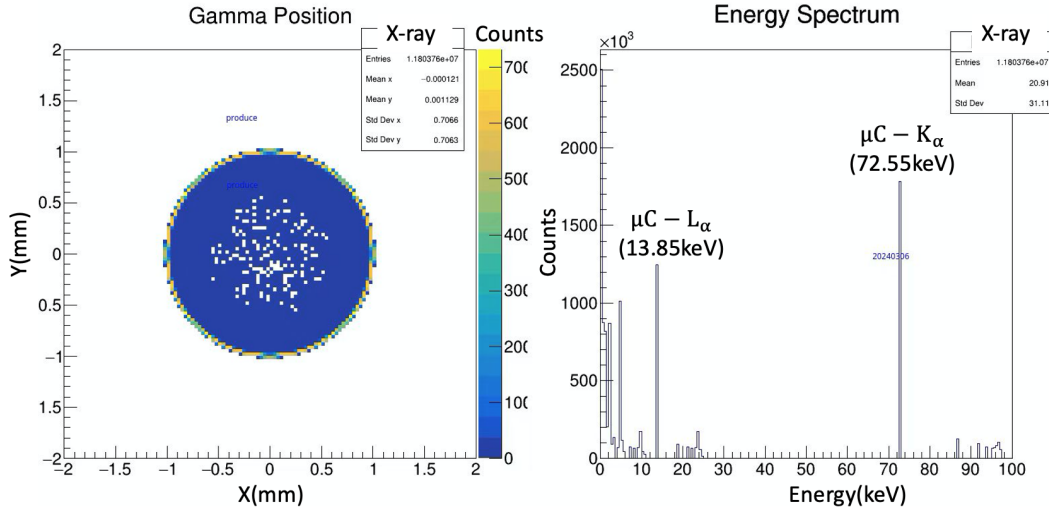 Gamma Position
X-ray
Entries 1.180376e+07
Mean x −0.000121
Mean y 0.001129
Std Dev x 0.7066
Std Dev y 0.7063
Counts
produce
produce
Y(mm)
2
1.5
1
0.5
0
0.5
−1
1.5
−2
−2
−1.5
−1
−0.5
0
0.5
1
1.5
2
X(mm)
700
600
500
400
300
200
100
0
Energy Spectrum
×10³
X-ray
Entries 1.180376e+07
Mean 20.91
Std Dev 31.11
μC − Kα
(72.55keV)
μC − Lα
(13.85keV)
20240306
Counts
2500
2000
1500
1000
500
0
0 10 20 30 40 50 60 70 80 90 100
Energy(keV)